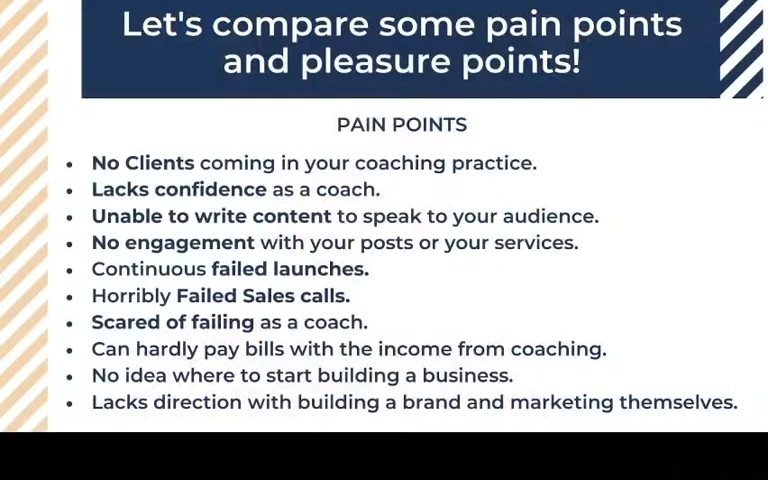 Let's compare some pain points
and pleasure points!
PAIN POINTS
• No Clients coming in your coaching practice.
• Lacks confidence as a coach.
• Unable to write content to speak to your audience.
• No engagement with your posts or your services.
• Continuous failed launches.
• Horribly Failed Sales calls.
• Scared of failing as a coach.
• Can hardly pay bills with the income from coaching.
• No idea where to start building a business.
• Lacks direction with building a brand and marketing themselves.